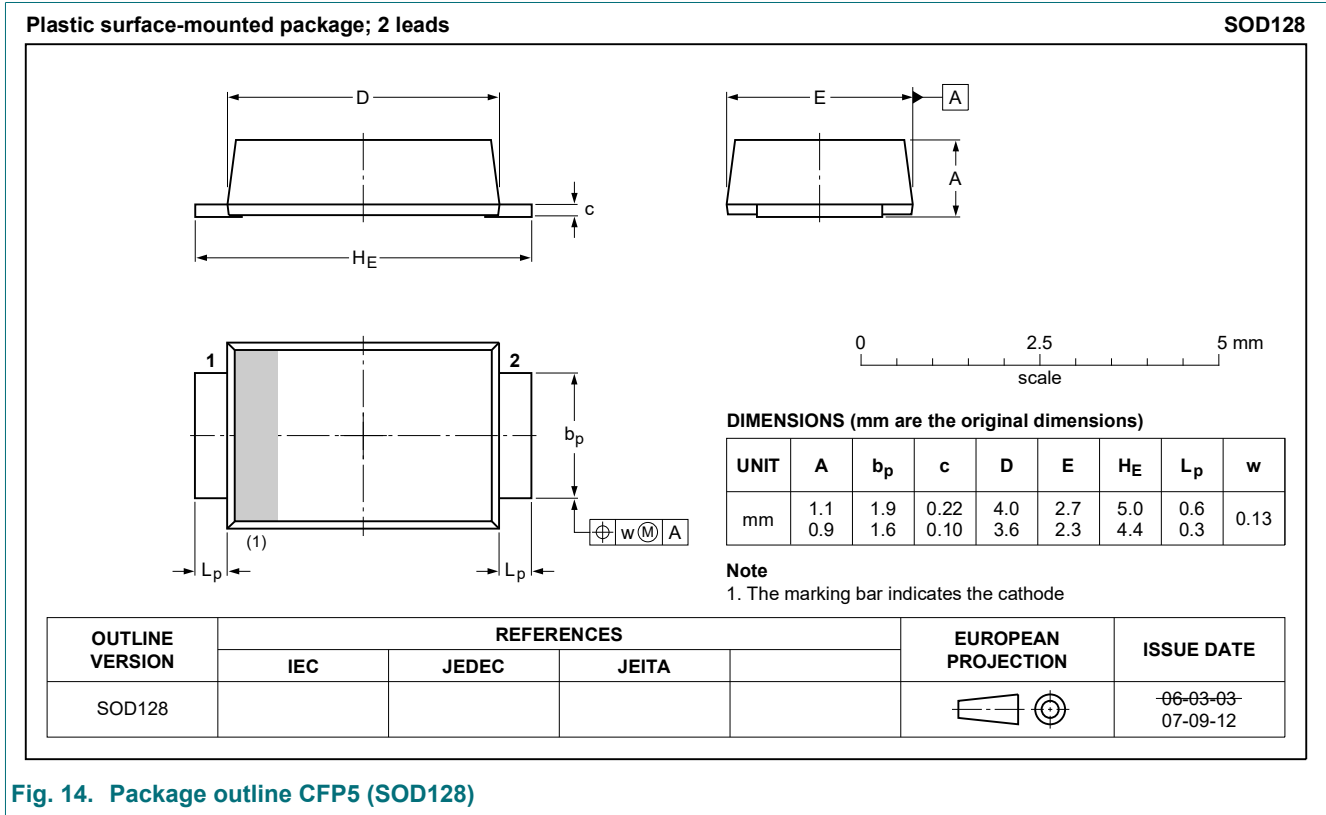 Plastic surface-mounted package; 2 leads SOD128
D
E A
A
c
HE
1 2
bp
w M A
(1)
Lp Lp
0 2.5 5 mm
scale
DIMENSIONS (mm are the original dimensions)
UNIT A bp c D E HE Lp w
mm 1.1 0.9 1.9 1.6 0.22 0.10 4.0 3.6 2.7 2.3 5.0 4.4 0.6 0.3 0.13
Note
1. The marking bar indicates the cathode
OUTLINE VERSION REFERENCES EUROPEAN PROJECTION ISSUE DATE
IEC JEDEC JEITA
SOD128 06-03-03
07-09-12
Fig. 14. Package outline CFP5 (SOD128)